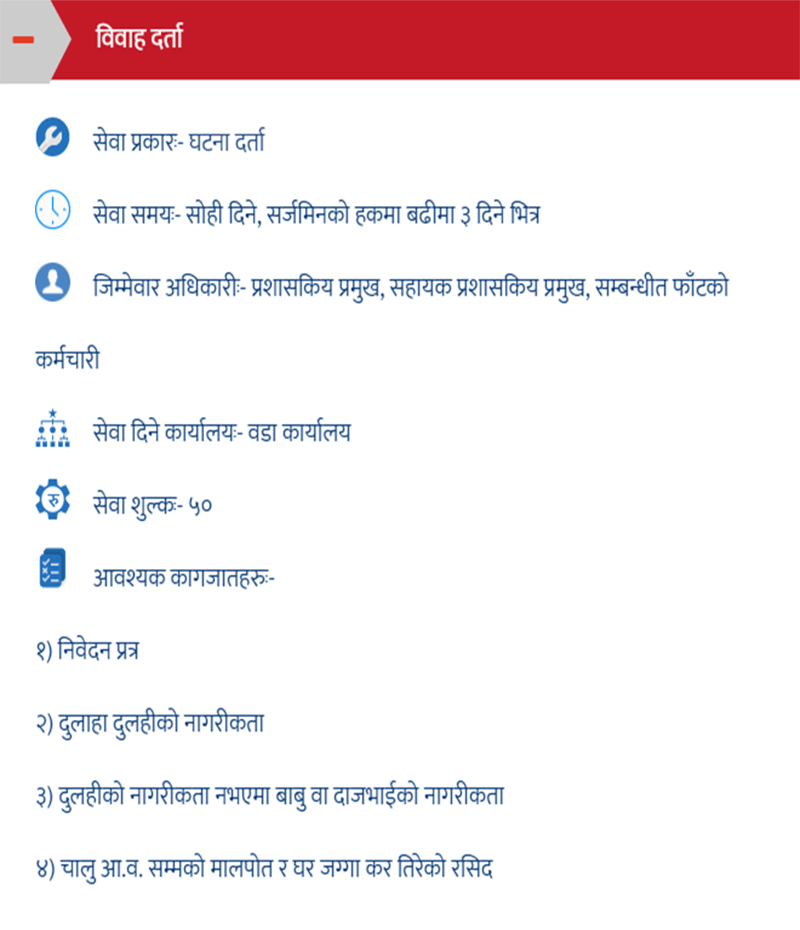 विवाह दर्ता
सेवा प्रकारः- घटना दर्ता
सेवा समयः- सोही दिने, सर्जमिनको हकमा बढीमा ३ दिने भित्र
जिम्मेवार अधिकारीः- प्रशासकिय प्रमुख, सहायक प्रशासकिय प्रमुख, सम्बन्धीत फाँटको
कर्मचारी
सेवा दिने कार्यालयः- वडा कार्यालय
रु
सेवा शुल्कः- ५०
आवश्यक कागजातहरुः-
१) निवेदन प्रत्र
२) दुलाहा दुलहीको नागरीकता
३) दुलहीको नागरीकता नभएमा बाबु वा दाजभाईको नागरीकता
४) चालु आ.व. सम्मको मालपोत र घर जग्गा कर तिरेको रसिद